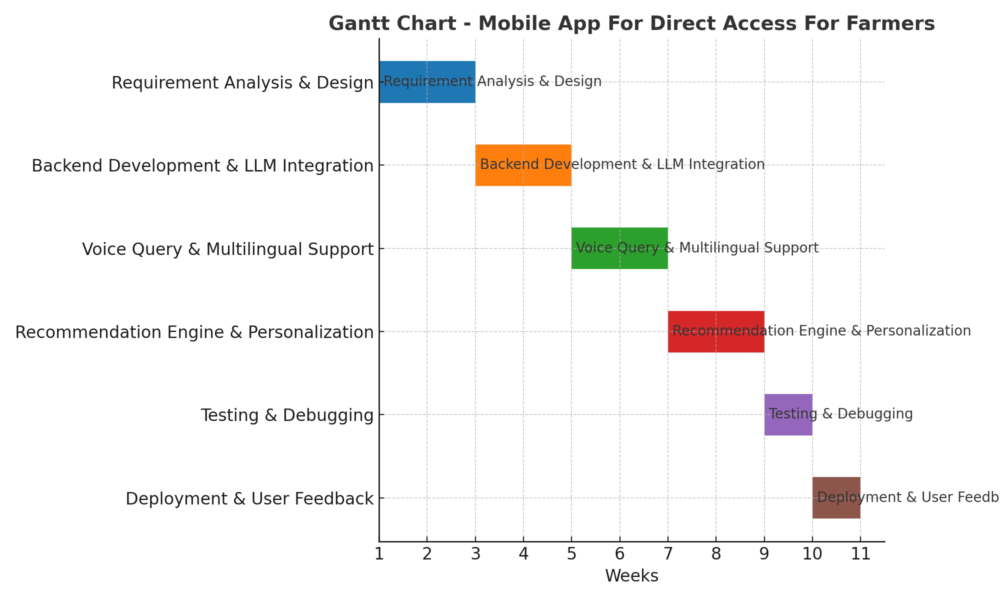 Gantt Chart - Mobile App For Direct Access For Farmers
Requirement Analysis & Design
Requirement Analysis & Design
Backend Development & LLM Integration
Backend Development & LLM Integration
Voice Query & Multilingual Support
Voice Query & Multilingual Support
Recommendation Engine & Personalization
Recommendation Engine & Personalization
Testing & Debugging
Testing & Debugging
Deployment & User Feedback
Deployment & User Feedb
1 2 3 4 5 6 7 8 9 10 11
Weeks